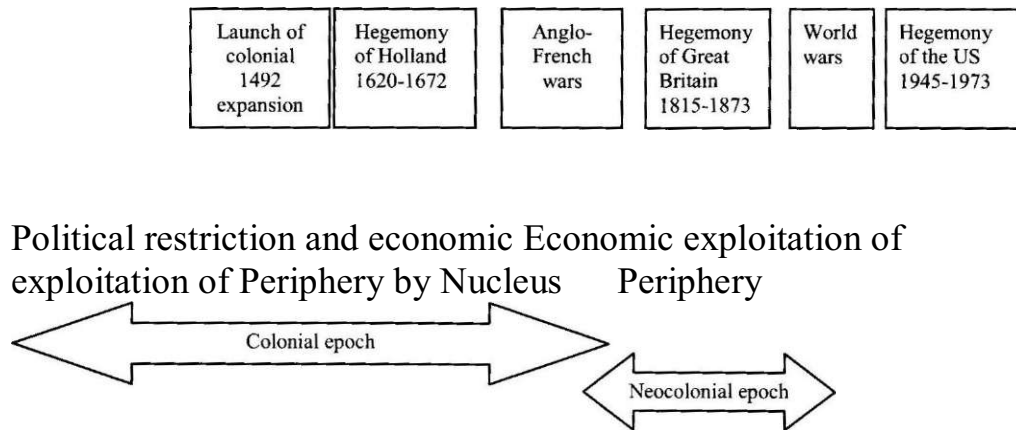 Launch of
colonial
1492
expansion
Hegemony
of Holland
1620-1672
Anglo-
French
wars
Hegemony
of Great
Britain
1815-1873
World
wars
Hegemony
of the US
1945-1973
Political restriction and economic Economic exploitation of
exploitation of Periphery by Nucleus Periphery
Colonial epoch
Neocolonial epoch